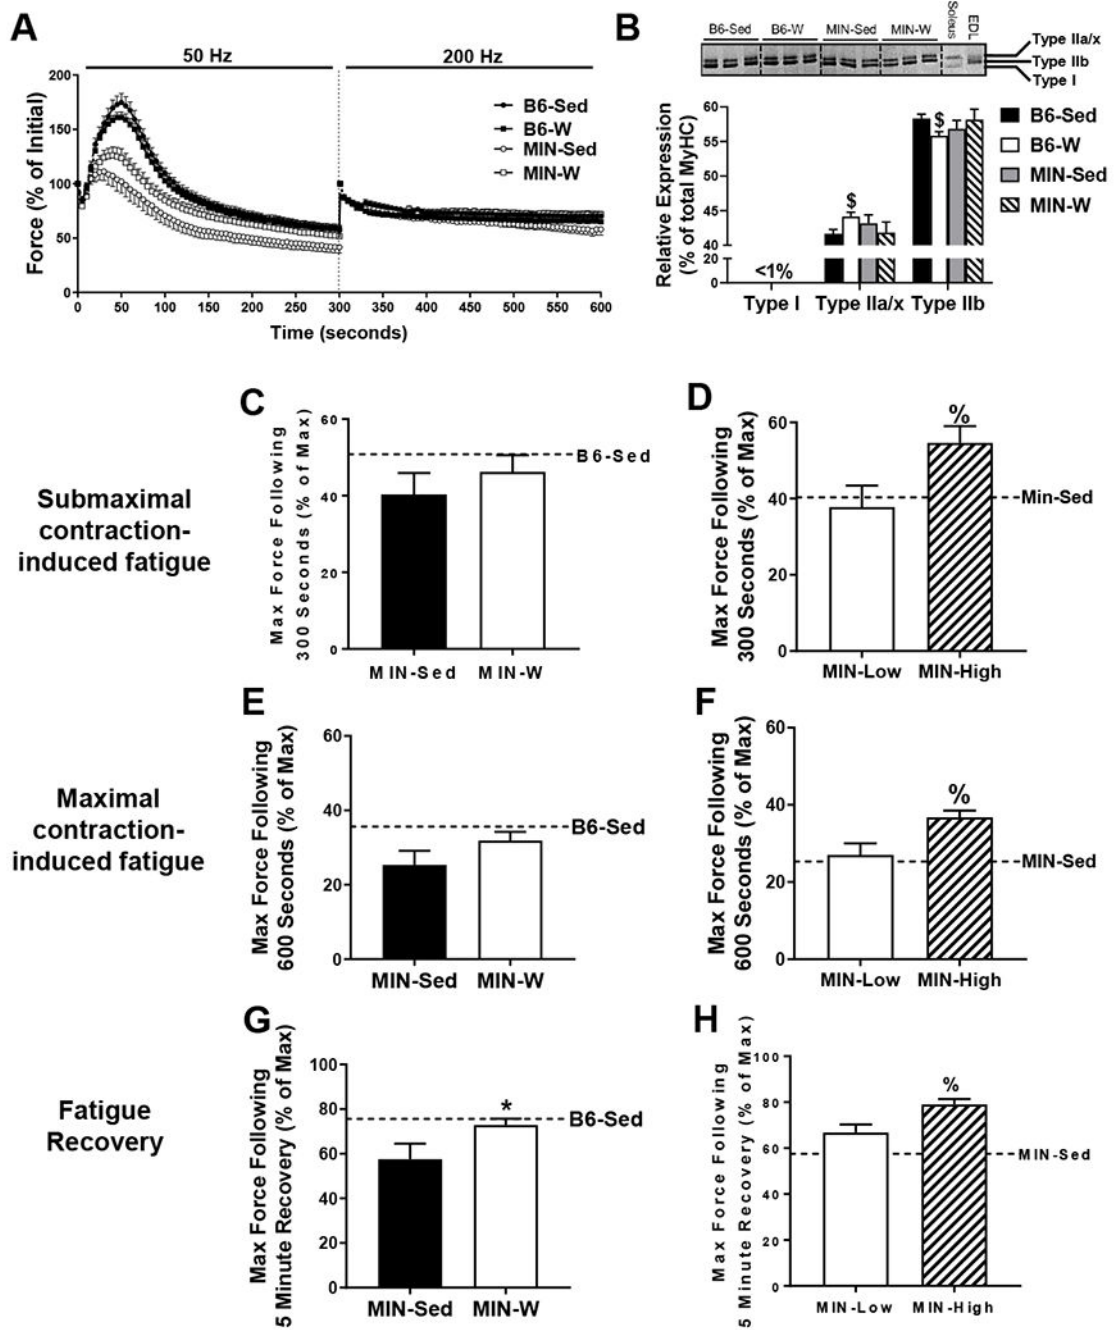 A
50 Hz
200 Hz
Force (% of Initial)
200
150
100
50
0
B6-Sed
B6-W
MIN-Sed
MIN-W
0 50 100 150 200 250 300 350 400 450 500 550 600
Time (seconds)
B
B6-Sed B6-W MIN-Sed MIN-W Soleus EDL
Type IIa/x
Type IIb
Type I
Relative Expression
(% of total MyHC)
60
55
50
45
40
20
0
<1%
$
$
B6-Sed
B6-W
MIN-Sed
MIN-W
Type I Type IIa/x Type IIb
Submaximal
contraction-
induced fatigue
C
Max Force Following
300 Seconds (% of Max)
60
40
20
0
B6-Sed
MIN-Sed MIN-W
D
Max Force Following
300 Seconds (% of Max)
60
40
20
0
%
Min-Sed
MIN-Low MIN-High
Maximal
contraction-
induced fatigue
E
Max Force Following
600 Seconds (% of Max)
60
40
20
0
B6-Sed
MIN-Sed MIN-W
F
Max Force Following
600 Seconds (% of Max)
60
40
20
0
%
MIN-Sed
MIN-Low MIN-High
Fatigue
Recovery
G
Max Force Following
5 Minute Recovery (% of Max)
100
80
60
40
20
0
*
B6-Sed
MIN-Sed MIN-W
H
Max Force Following
5 Minute Recovery (% of Max)
100
80
60
40
20
0
%
MIN-Sed
MIN-Low MIN-High